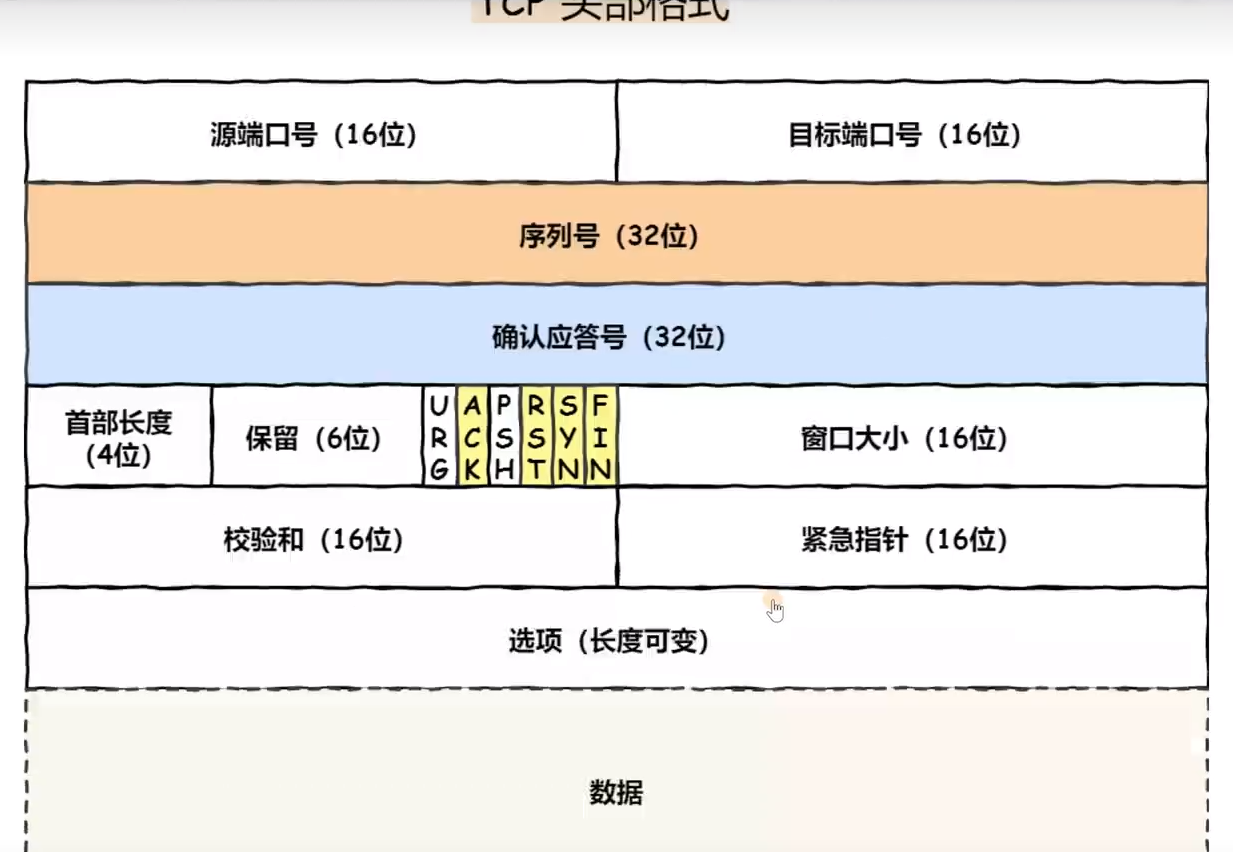 TCP 头部格式
源端口号（16位）
目标端口号（16位）
序列号（32位）
确认应答号（32位）
首部长度
(4位)
保留（6位）
URG
ACK
PSH
RST
SYN
FIN
窗口大小（16位）
校验和（16位）
紧急指针（16位）
选项（长度可变）
数据